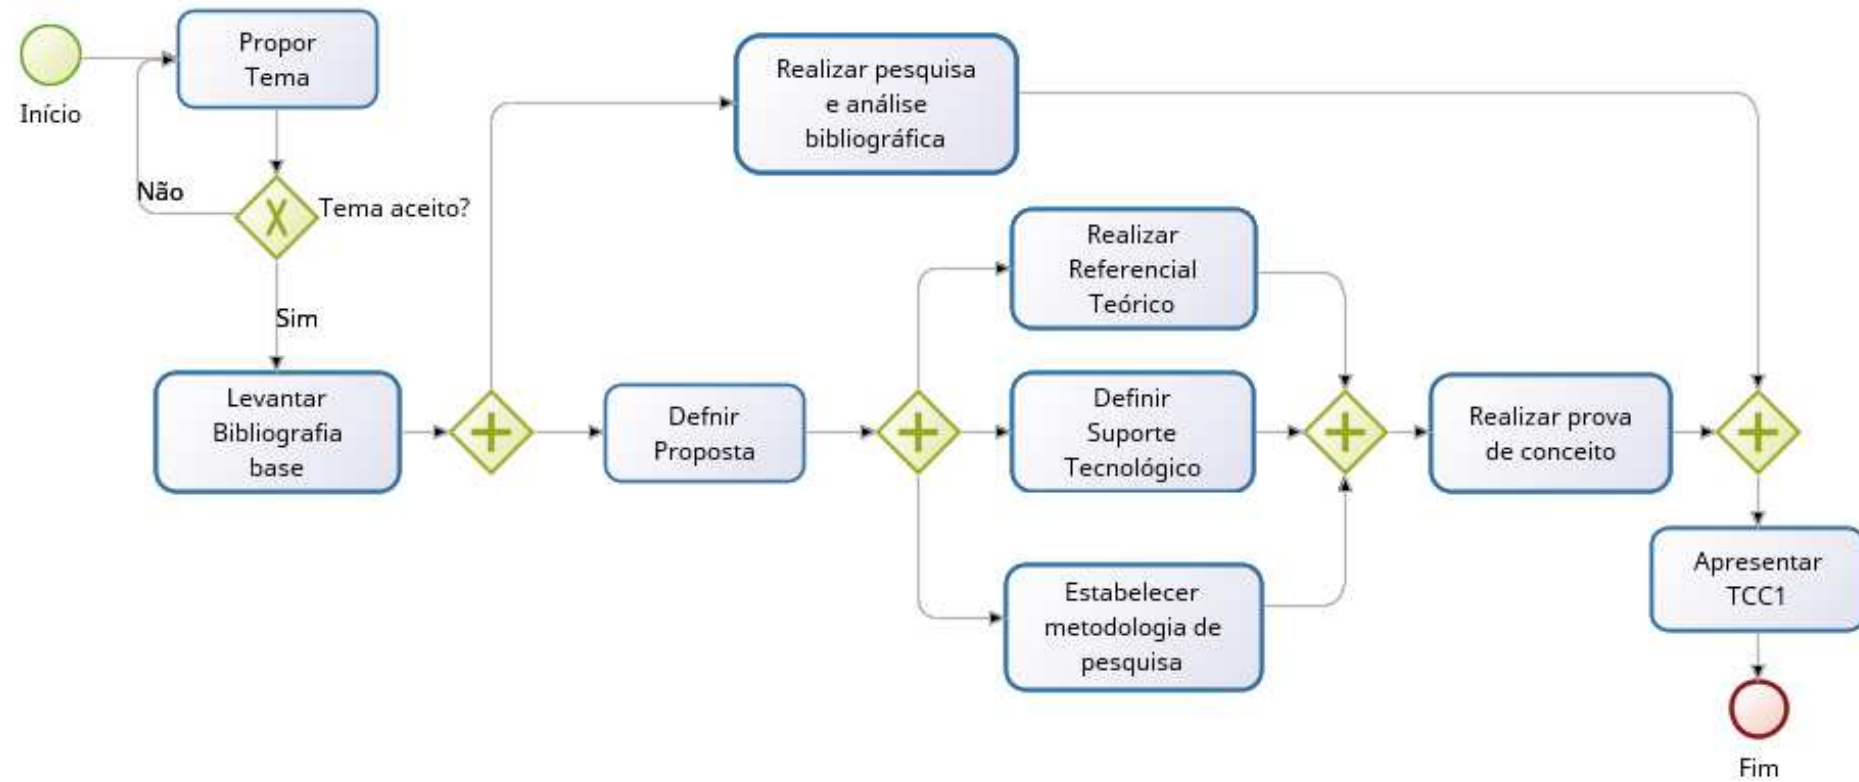 Início
Propor
Tema
Não
Tema aceito?
Sim
Levantar
Bibliografia
base
Realizar pesquisa
e análise
bibliográfica
Defnir
Proposta
Realizar
Referencial
Teórico
Definir
Suporte
Tecnológico
Estabelecer
metodologia de
pesquisa
Realizar prova
de conceito
Apresentar
TCC1
Fim